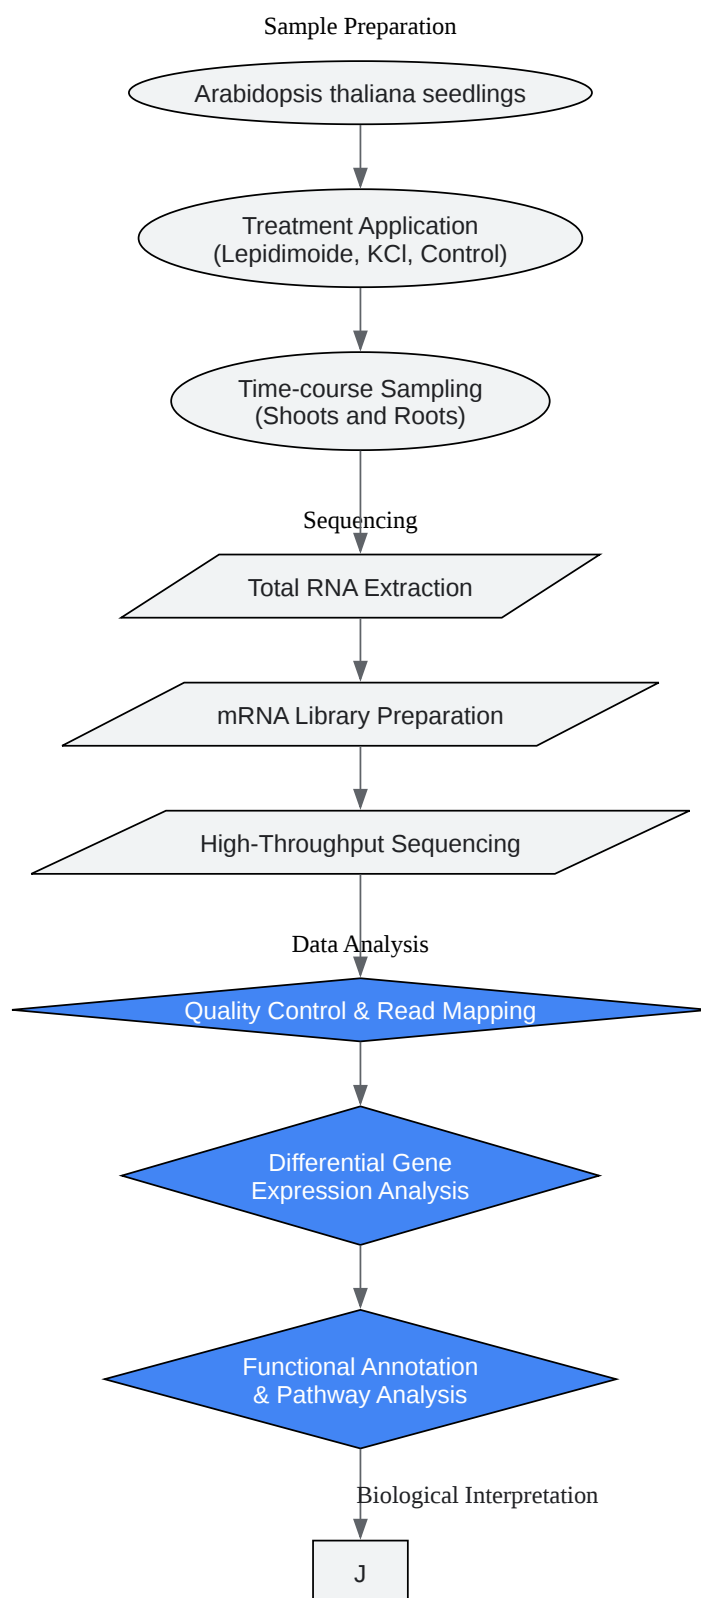 Sample Preparation
Arabidopsis thaliana seedlings
Treatment Application
(Lepidimoide, KCl, Control)
Time-course Sampling
(Shoots and Roots)
Sequencing
Total RNA Extraction
mRNA Library Preparation
High-Throughput Sequencing
Data Analysis
Quality Control & Read Mapping
Differential Gene
Expression Analysis
Functional Annotation
& Pathway Analysis
Biological Interpretation
J